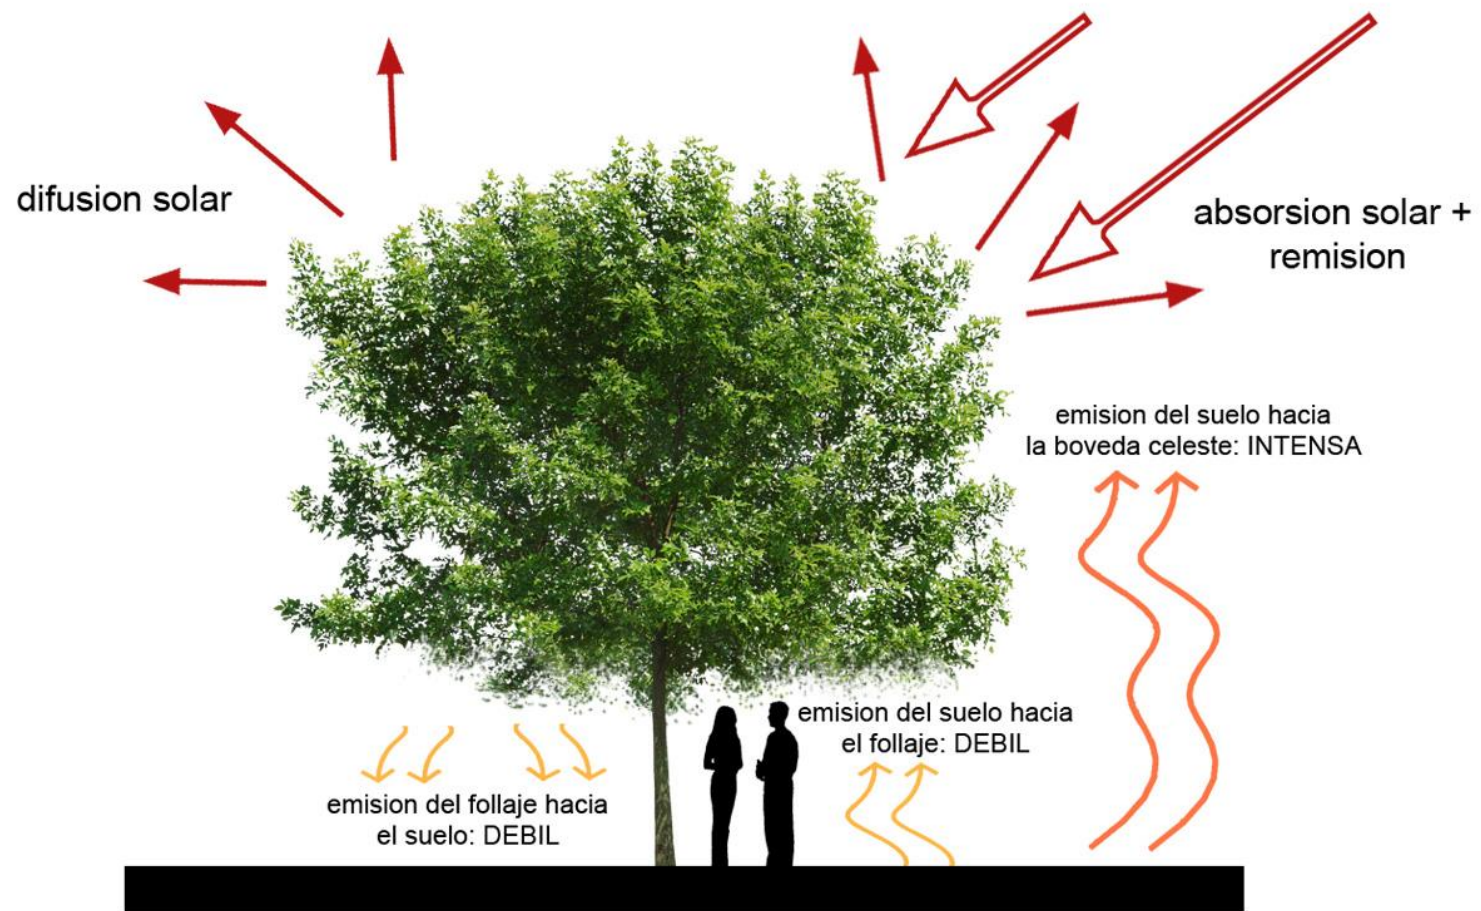 difusion solar
absorsion solar +
remision
emision del suelo hacia
la boveda celeste: INTENSA
emision del suelo hacia
el follaje: DEBIL
emision del follaje hacia
el suelo: DEBIL